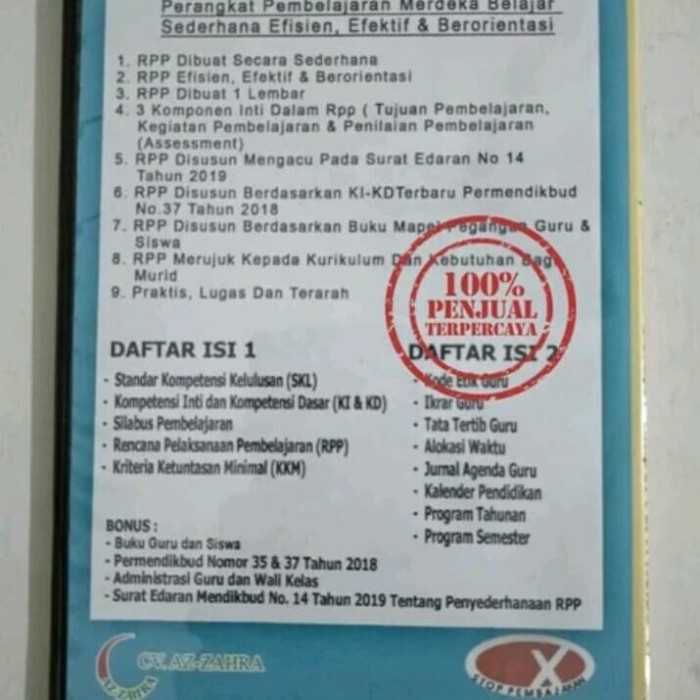 Perangkat Pembelajaran Merdeka Belajar
Sederhana Efisien, Efektif & Berorientasi
1. RPP Dibuat Secara Sederhana
2. RPP Efisien, Efektif & Berorientasi
3. RPP Dibuat 1 Lembar
4. 3 Komponen Inti Dalam Rpp ( Tujuan Pembelajaran,
Kegiatan Pembelajaran & Penilaian Pembelajaran
(Assessment)
5. RPP Disusun Mengacu Pada Surat Edaran No 14
Tahun 2019
6. RPP Disusun Berdasarkan KI-KDTerbaru Permendikbud
No.37 Tahun 2018
7. RPP Disusun Berdasarkan Buku Mapel Pegangan Guru &
Siswa
8. RPP Merujuk Kepada Kurikulum Dan Kebutuhan Bagi
Murid
9. Praktis, Lugas Dan Terarah
100%
PENJUAL
TERPERCAYA
DAFTAR ISI 1
- Standar Kompetensi Kelulusan (SKL)
- Kompetensi Inti dan Kompetensi Dasar (KI & KD)
- Silabus Pembelajaran
- Rencana Pelaksanaan Pembelajaran (RPP)
- Kriteria Ketuntasan Minimal (KKM)
DAFTAR ISI 2
- Kode Etik Guru
- Ikrar Guru
- Tata Tertib Guru
- Alokasi Waktu
- Jurnal Agenda Guru
- Kalender Pendidikan
- Program Tahunan
- Program Semester
BONUS :
- Buku Guru dan Siswa
- Permendikbud Nomor 35 & 37 Tahun 2018
- Administrasi Guru dan Wali Kelas
- Surat Edaran Mendikbud No. 14 Tahun 2019 Tentang Penyederhanaan RPP
CV. AZ-ZAHRA
AZ-ZAHRA
X
STOP PEMBAJAKAN